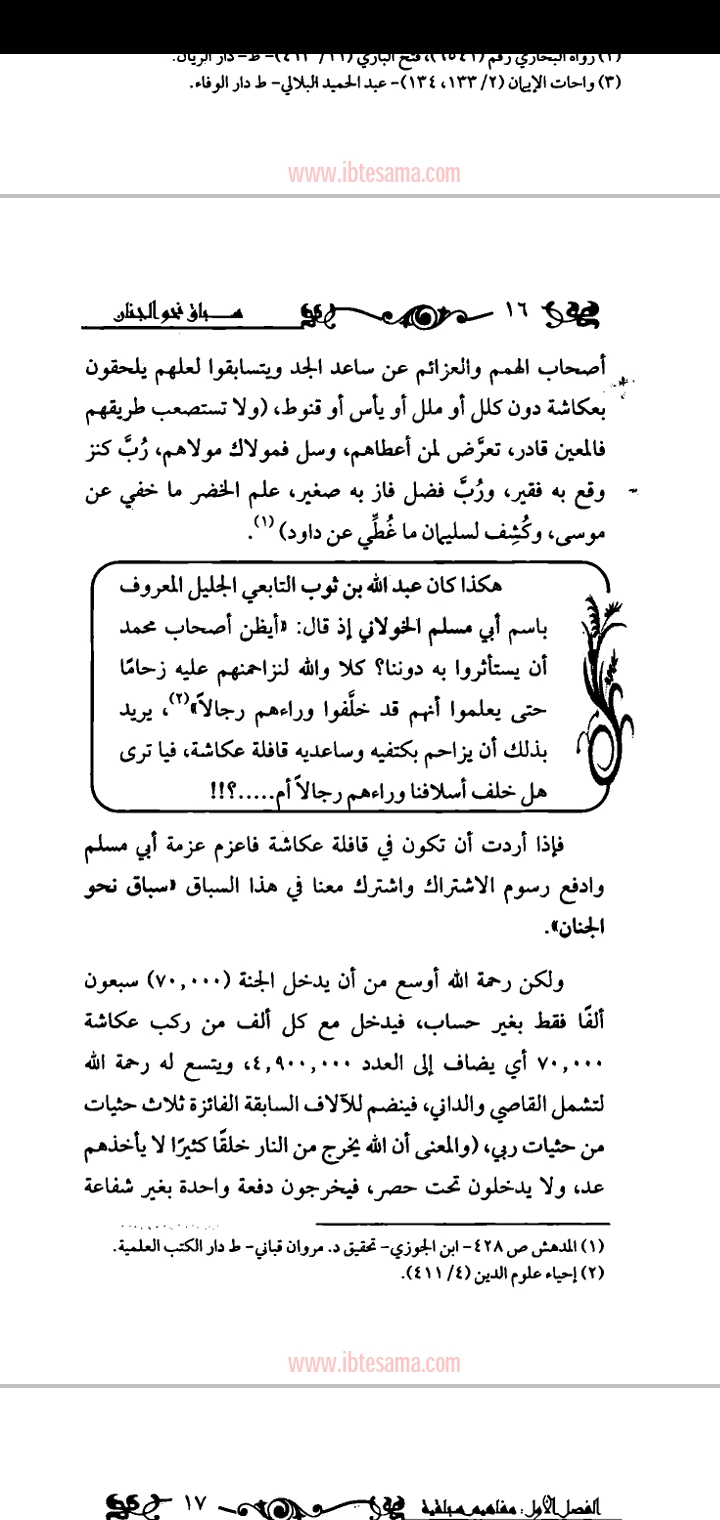 (٢) رواه البخاري رقم (٦٥٤١)، فتح الباري (١١/ ٤١٣)- ط- دار الريان.
(٣) واحات الإيمان (٢/ ١٣٣، ١٣٤)- عبد الحميد البلالي- ط دار الوفاء.
www.ibtesama.com
١٦ سباق نحو الجنان
أصحاب الهمم والعزائم عن ساعد الجد ويتسابقوا لعلهم يلحقون
بعكاشة دون كلل أو ملل أو يأس أو قنوط، (ولا تستصعب طريقهم
فالمعين قادر، تعرَّض لمن أعطاهم، وسل فمولاك مولاهم، رُبَّ كنز
وقع به فقير، ورُبَّ فضل فاز به صغير، علم الخضر ما خفي عن
موسى، وكُشِف لسليمان ما غُطِّي عن داود) (١).
هكذا كان عبد الله بن ثوب التابعي الجليل المعروف
باسم أبي مسلم الخولاني إذ قال: «أيظن أصحاب محمد
أن يستأثروا به دوننا؟ كلا والله لنزاحمنهم عليه زحامًا
حتى يعلموا أنهم قد خلَّفوا وراءهم رجالاً»(٢)، يريد
بذلك أن يزاحم بكتفيه وساعديه قافلة عكاشة، فيا ترى
هل خلف أسلافنا وراءهم رجالاً أم.....؟!!
فإذا أردت أن تكون في قافلة عكاشة فاعزم عزمة أبي مسلم
وادفع رسوم الاشتراك واشترك معنا في هذا السباق «سباق نحو
الجنان».
ولكن رحمة الله أوسع من أن يدخل الجنة (٧٠,٠٠٠) سبعون
ألفًا فقط بغير حساب، فيدخل مع كل ألف من ركب عكاشة
٧٠,٠٠٠ أي يضاف إلى العدد ٤,٩٠٠,٠٠٠، ويتسع له رحمة الله
لتشمل القاصي والداني، فينضم للآلاف السابقة الفائزة ثلاث حثيات
من حثيات ربي، (والمعنى أن الله يخرج من النار خلقًا كثيرًا لا يأخذهم
عد، ولا يدخلون تحت حصر، فيخرجون دفعة واحدة بغير شفاعة
(١) المدهش ص ٤٢٨- ابن الجوزي- تحقيق د. مروان قباني- ط دار الكتب العلمية.
(٢) إحياء علوم الدين (٤/ ٤١١).
www.ibtesama.com
الفصل الأول: مفاهيم سباقية ١٧